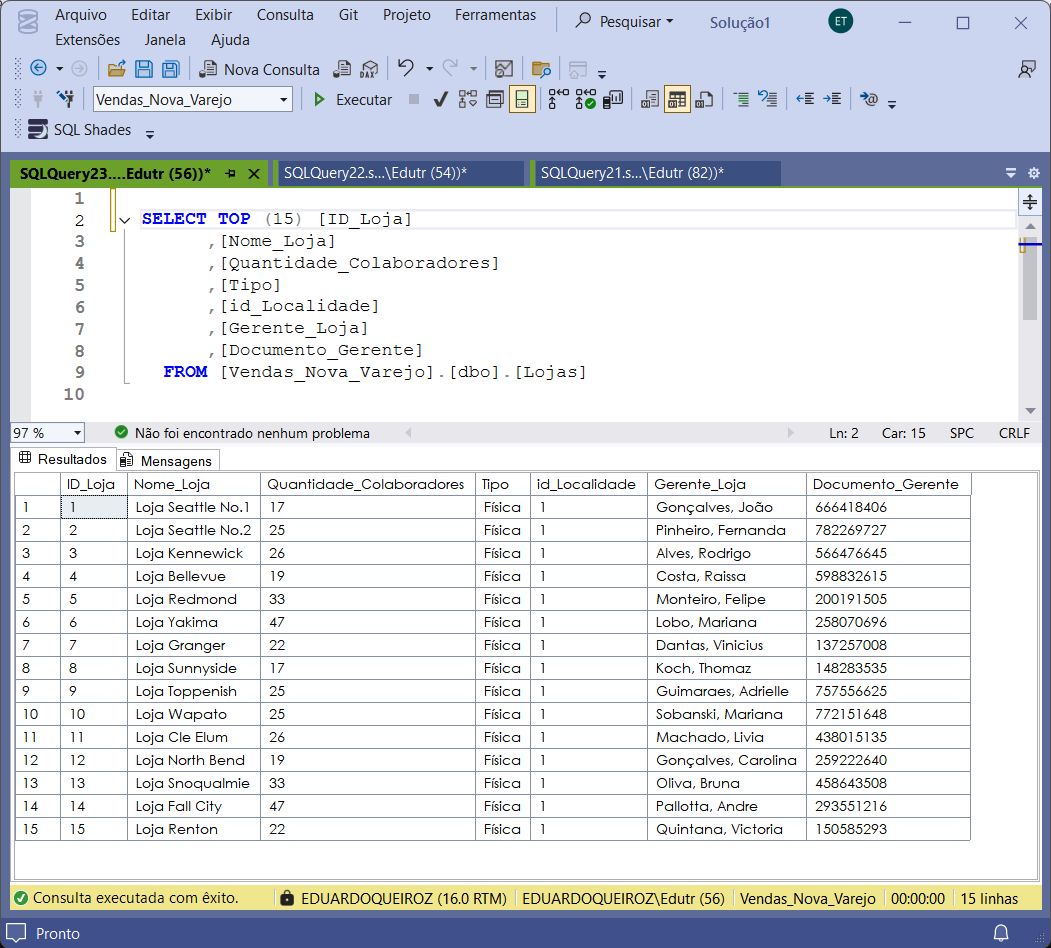 Arquivo Editar Exibir Consulta Git Projeto Ferramentas Pesquisar Solução1 ET
Extensões Janela Ajuda
Nova Consulta
Vendas_Nova_Varejo Executar
SQL Shades
SQLQuery23....Edutr (56))* SQLQuery22.s...\Edutr (54))* SQLQuery21.s...\Edutr (82))*
1
2 SELECT TOP (15) [ID_Loja]
3 ,[Nome_Loja]
4 ,[Quantidade_Colaboradores]
5 ,[Tipo]
6 ,[id_Localidade]
7 ,[Gerente_Loja]
8 ,[Documento_Gerente]
9 FROM [Vendas_Nova_Varejo].[dbo].[Lojas]
10
97 % Não foi encontrado nenhum problema Ln: 2 Car: 15 SPC CRLF
Resultados Mensagens
ID_Loja Nome_Loja Quantidade_Colaboradores Tipo id_Localidade Gerente_Loja Documento_Gerente
1 1 Loja Seattle No.1 17 Física 1 Gonçalves, João 666418406
2 2 Loja Seattle No.2 25 Física 1 Pinheiro, Fernanda 782269727
3 3 Loja Kennewick 26 Física 1 Alves, Rodrigo 566476645
4 4 Loja Bellevue 19 Física 1 Costa, Raissa 598832615
5 5 Loja Redmond 33 Física 1 Monteiro, Felipe 200191505
6 6 Loja Yakima 47 Física 1 Lobo, Mariana 258070696
7 7 Loja Granger 22 Física 1 Dantas, Vinicius 137257008
8 8 Loja Sunnyside 17 Física 1 Koch, Thomaz 148283535
9 9 Loja Toppenish 25 Física 1 Guimaraes, Adrielle 757556625
10 10 Loja Wapato 25 Física 1 Sobanski, Mariana 772151648
11 11 Loja Cle Elum 26 Física 1 Machado, Livia 438015135
12 12 Loja North Bend 19 Física 1 Gonçalves, Carolina 259222640
13 13 Loja Snoqualmie 33 Física 1 Oliva, Bruna 458643508
14 14 Loja Fall City 47 Física 1 Pallotta, Andre 293551216
15 15 Loja Renton 22 Física 1 Quintana, Victoria 150585293
Consulta executada com êxito. EDUARDOQUEIROZ (16.0 RTM) EDUARDOQUEIROZ\Edutr (56) Vendas_Nova_Varejo 00:00:00 15 linhas
Pronto